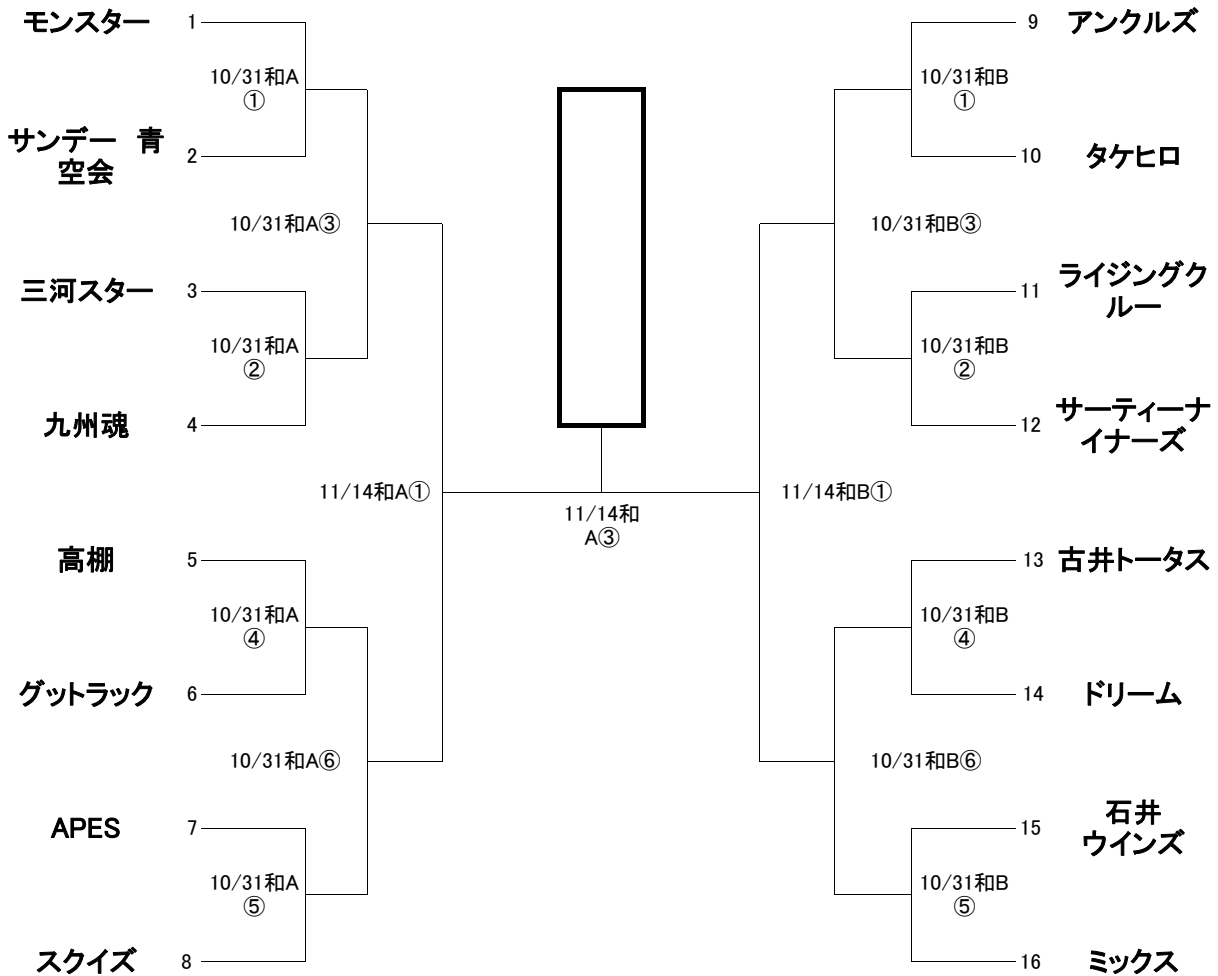 モンスター 1
10/31和A
①
サンデー　青
空会
2
10/31和A③
三河スター 3
10/31和A
②
九州魂 4
11/14和A①
高棚 5
10/31和A
④
グットラック 6
10/31和A⑥
APES 7
10/31和A
⑤
スクイズ 8
11/14和
A③
9 アンクルズ
10/31和B
①
10 タケヒロ
10/31和B③
11
ライジングク
ルー
10/31和B
②
12
サーティーナ
イナーズ
11/14和B①
13 古井トータス
10/31和B
④
14 ドリーム
10/31和B⑥
15
石井
ウインズ
10/31和B
⑤
16 ミックス